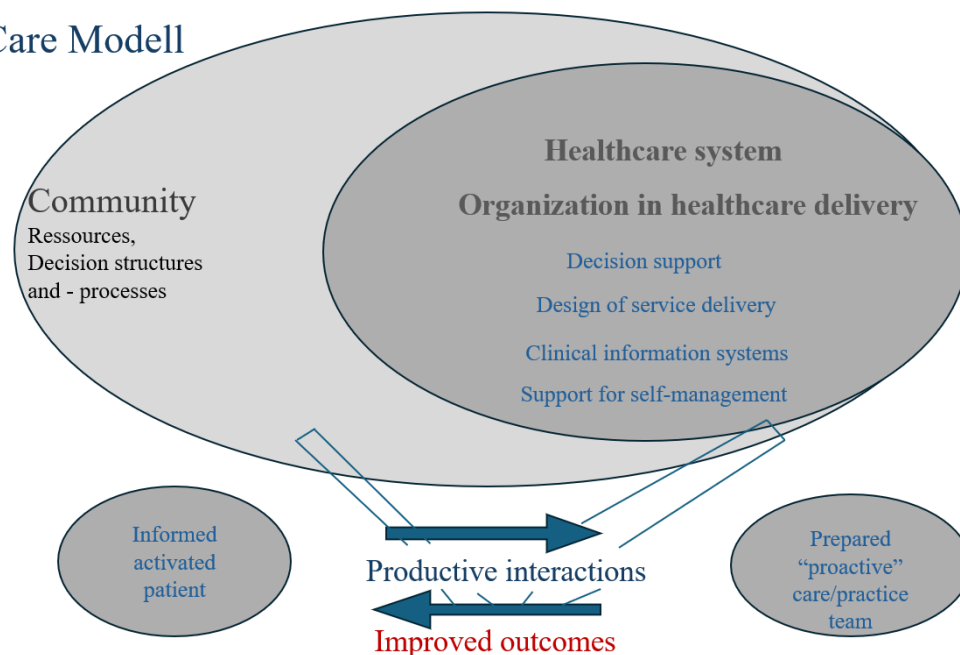 Care Modell
Healthcare system
Organization in healthcare delivery
Community
Ressources,
Decision structures
and - processes
Decision support
Design of service delivery
Clinical information systems
Support for self-management
Informed
activated
patient
Productive interactions
Improved outcomes
Prepared
“proactive”
care/practice
team